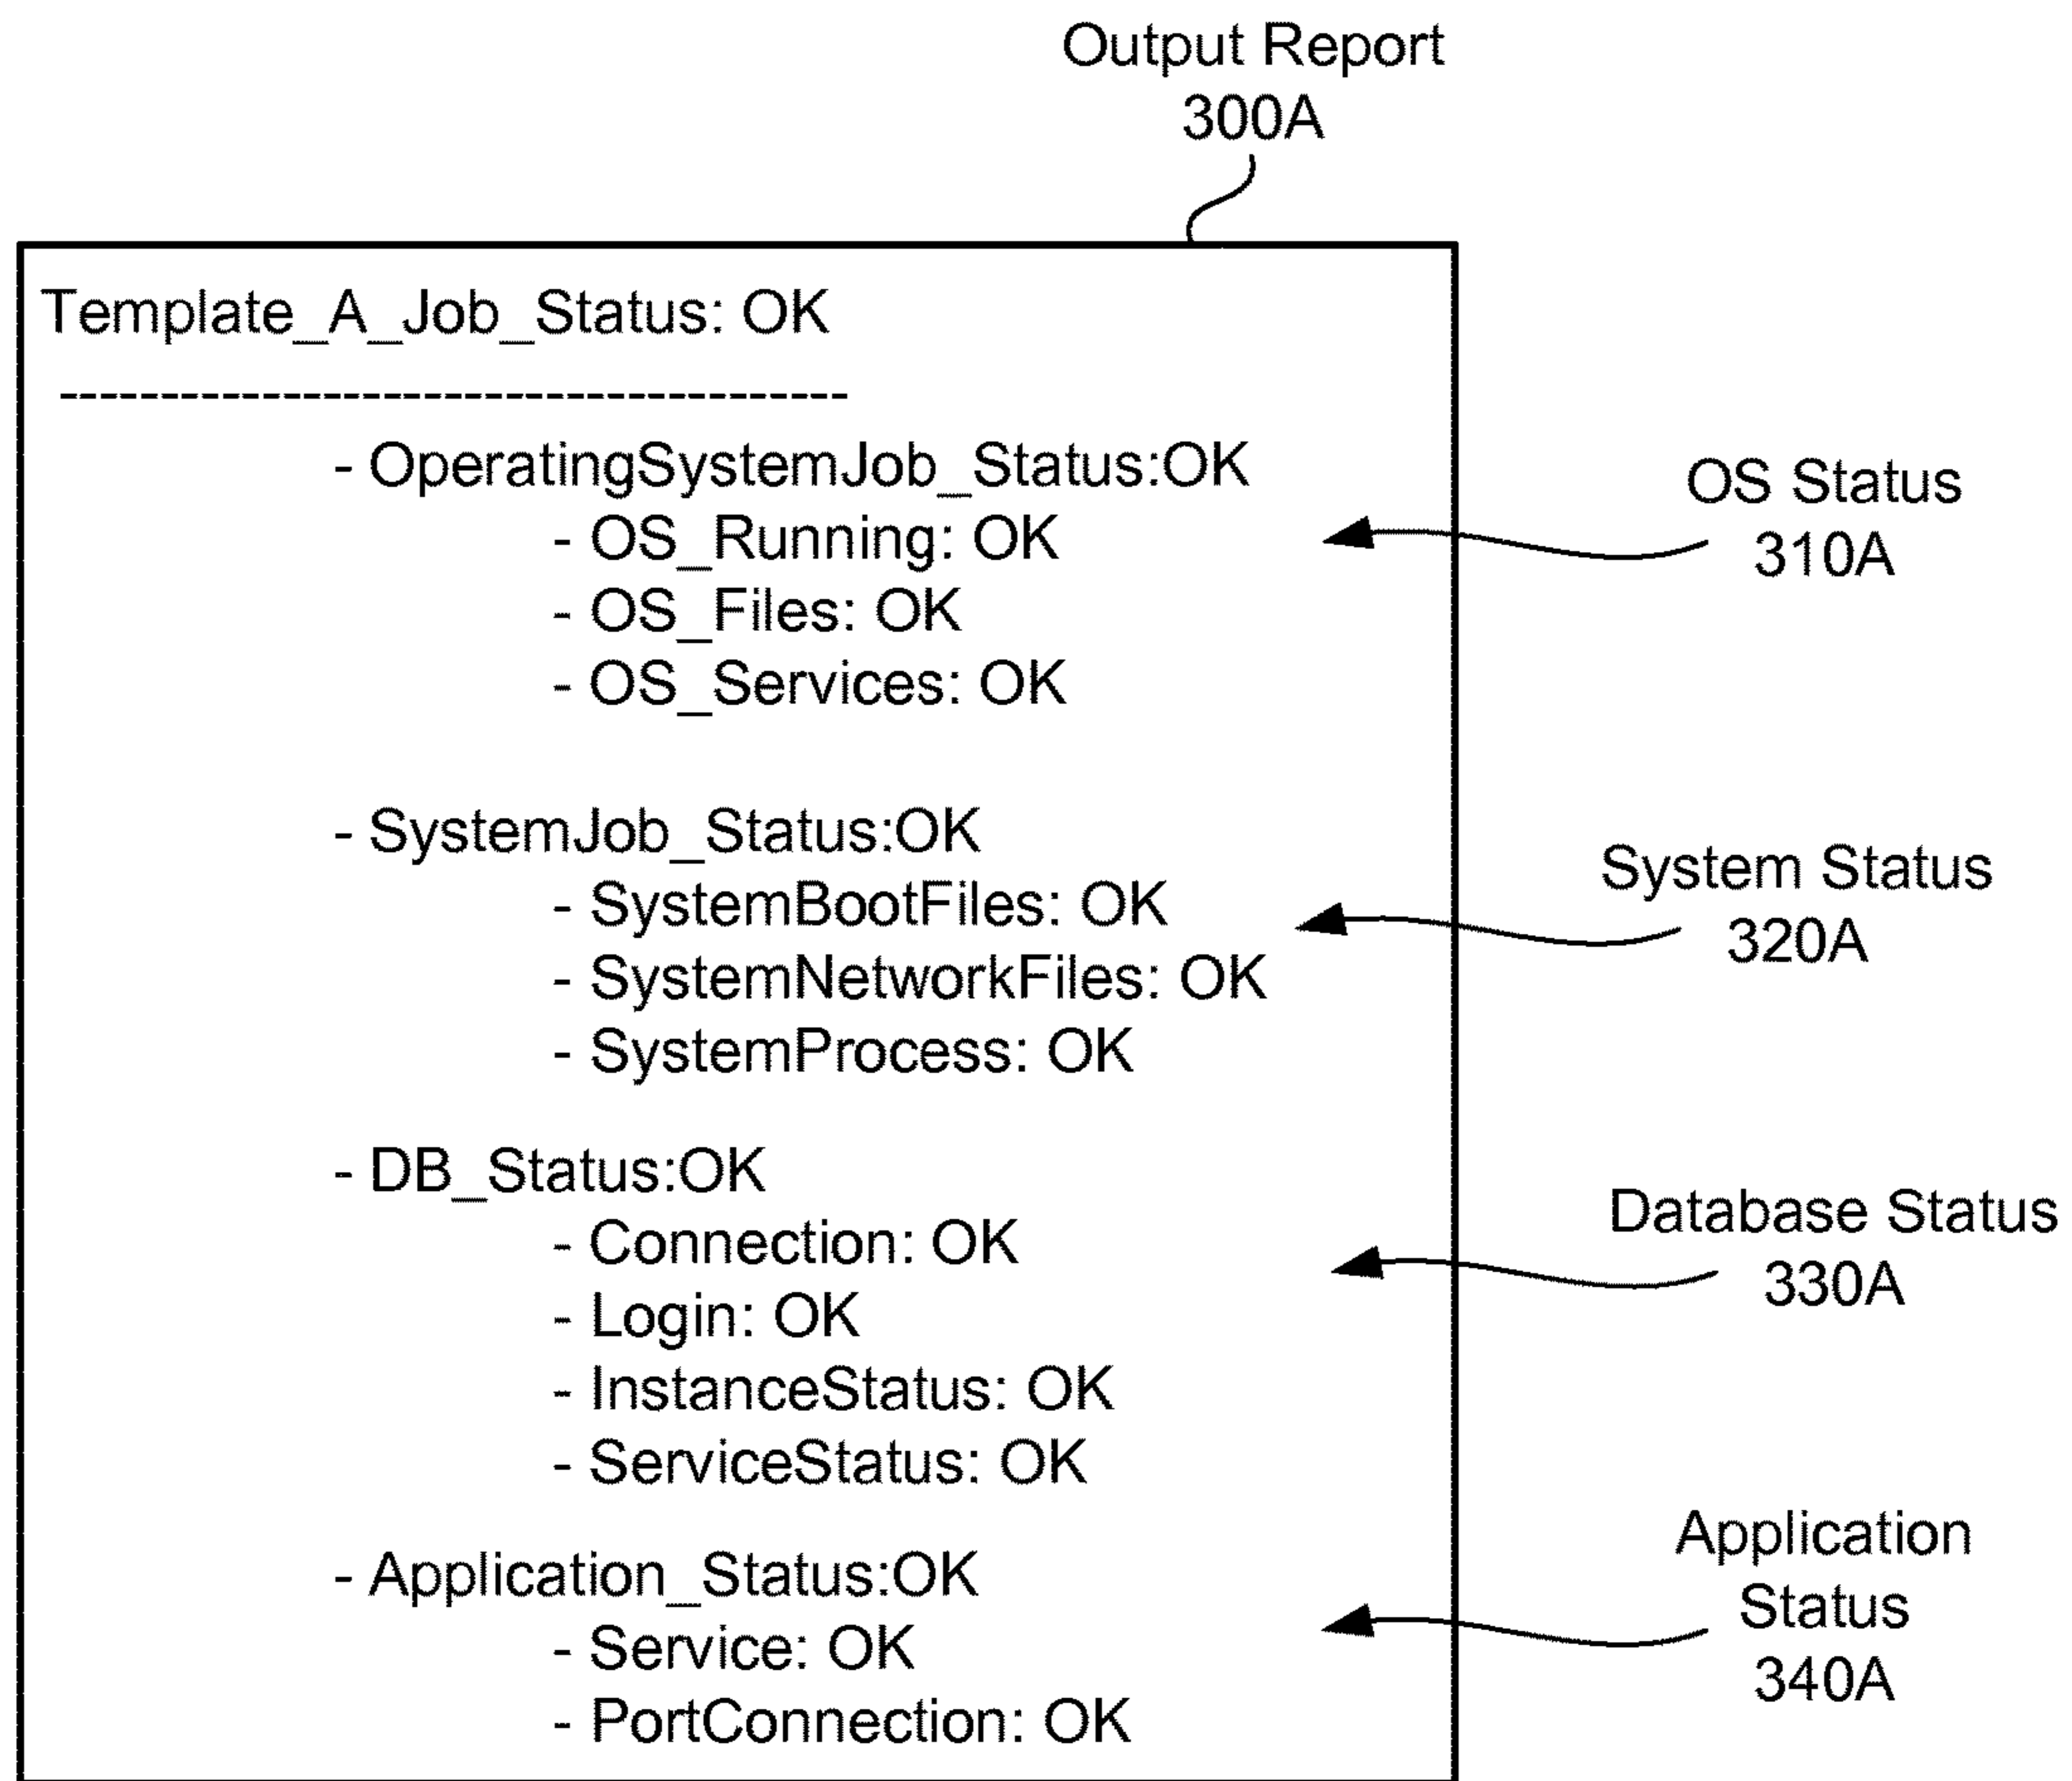 Output Report
300A
Template_A_Job_Status: OK
---------------------------------------
- OperatingSystemJob_Status:OK
- OS_Running: OK
- OS_Files: OK
- OS_Services: OK
OS Status
310A
- SystemJob_Status:OK
- SystemBootFiles: OK
- SystemNetworkFiles: OK
- SystemProcess: OK
System Status
320A
- DB_Status:OK
- Connection: OK
- Login: OK
- InstanceStatus: OK
- ServiceStatus: OK
Database Status
330A
- Application_Status:OK
- Service: OK
- PortConnection: OK
Application
Status
340A